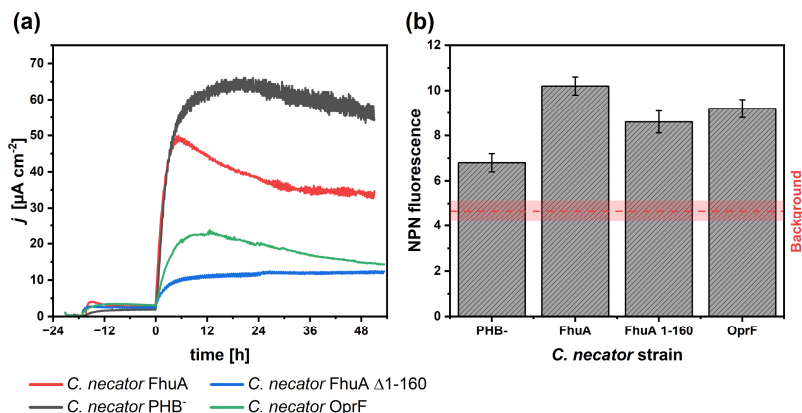 (a)
70
60
50
40
30
20
10
0
j [µA cm⁻²]
−24 −12 0 12 24 36 48
time [h]
C. necator FhuA
C. necator FhuA Δ1-160
C. necator PHB⁻
C. necator OprF
(b)
12
10
8
6
4
2
0
NPN fluorescence
Background
PHB- FhuA FhuA 1-160 OprF
C. necator strain